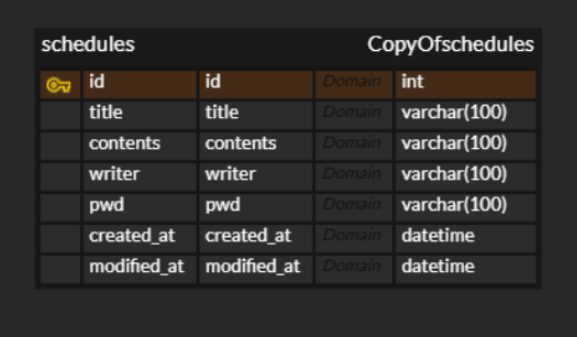 schedules CopyOfschedules
id id Domain int
title title Domain varchar(100)
contents contents Domain varchar(100)
writer writer Domain varchar(100)
pwd pwd Domain varchar(100)
created_at created_at Domain datetime
modified_at modified_at Domain datetime